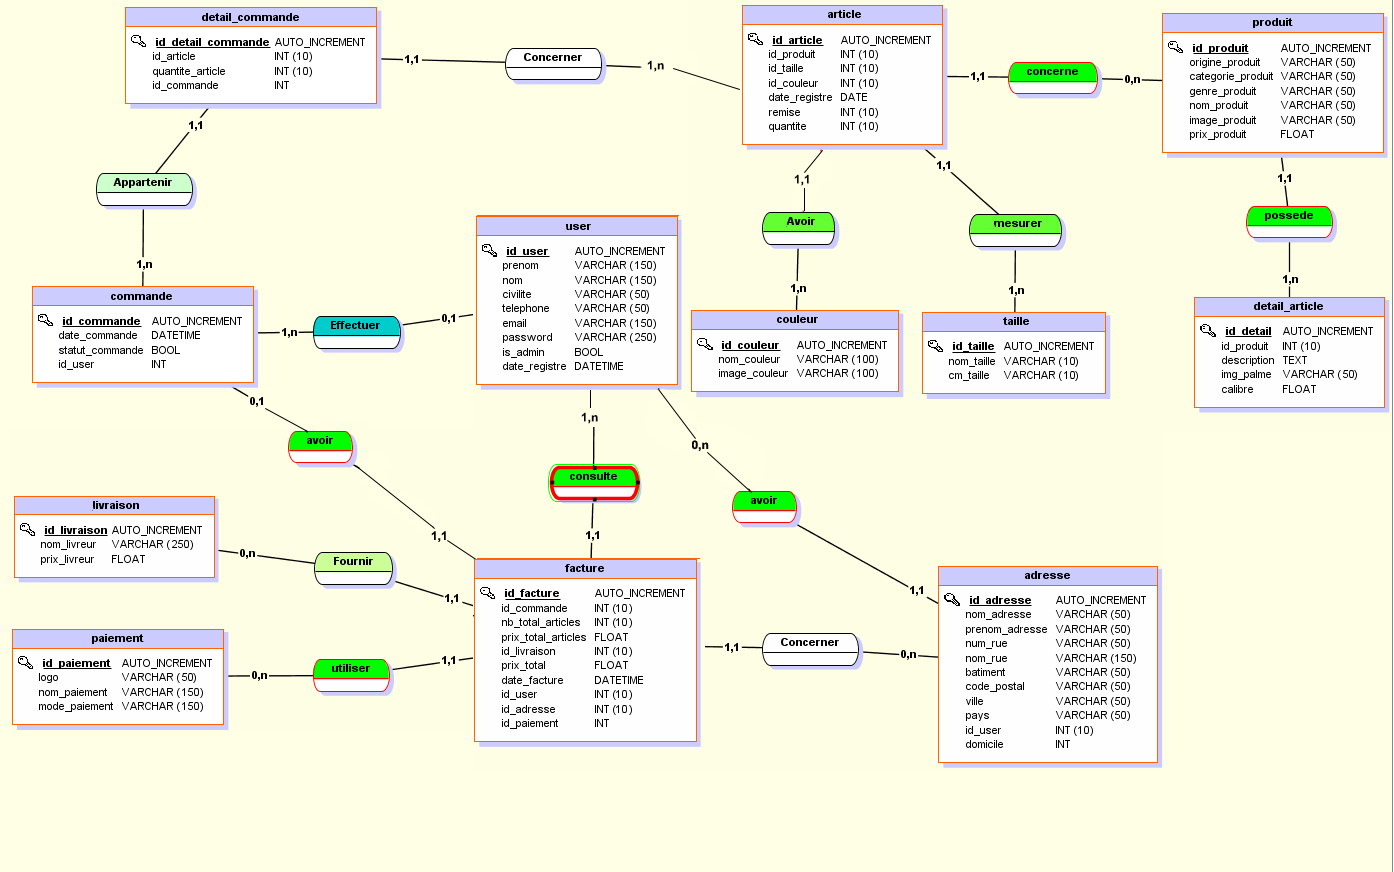 detail_commande
id_detail_commande AUTO_INCREMENT
id_article INT (10)
quantite_article INT (10)
id_commande INT
1,1
Concerner
1,n
article
id_article AUTO_INCREMENT
id_produit INT (10)
id_taille INT (10)
id_couleur INT (10)
date_registre DATE
remise INT (10)
quantite INT (10)
1,1
concerne
0,n
produit
id_produit AUTO_INCREMENT
origine_produit VARCHAR (50)
categorie_produit VARCHAR (50)
genre_produit VARCHAR (50)
nom_produit VARCHAR (50)
image_produit VARCHAR (50)
prix_produit FLOAT
1,1
Appartenir
1,n
1,1
Avoir
1,n
1,1
mesurer
1,n
1,1
possede
1,n
commande
id_commande AUTO_INCREMENT
date_commande DATETIME
statut_commande BOOL
id_user INT
1,n
Effectuer
0,1
user
id_user AUTO_INCREMENT
prenom VARCHAR (150)
nom VARCHAR (150)
civilite VARCHAR (50)
telephone VARCHAR (50)
email VARCHAR (150)
password VARCHAR (250)
is_admin BOOL
date_registre DATETIME
couleur
id_couleur AUTO_INCREMENT
nom_couleur VARCHAR (100)
image_couleur VARCHAR (100)
taille
id_taille AUTO_INCREMENT
nom_taille VARCHAR (10)
cm_taille VARCHAR (10)
detail_article
id_detail AUTO_INCREMENT
id_produit INT (10)
description TEXT
img_palme VARCHAR (50)
calibre FLOAT
0,1
avoir
1,1
1,n
consulte
1,1
0,n
avoir
1,1
livraison
id_livraison AUTO_INCREMENT
nom_livreur VARCHAR (250)
prix_livreur FLOAT
0,n
Fournir
1,1
paiement
id_paiement AUTO_INCREMENT
logo VARCHAR (50)
nom_paiement VARCHAR (150)
mode_paiement VARCHAR (150)
0,n
utiliser
1,1
facture
id_facture AUTO_INCREMENT
id_commande INT (10)
nb_total_articles INT (10)
prix_total_articles FLOAT
id_livraison INT (10)
prix_total FLOAT
date_facture DATETIME
id_user INT (10)
id_adresse INT (10)
id_paiement INT
1,1
Concerner
0,n
adresse
id_adresse AUTO_INCREMENT
nom_adresse VARCHAR (50)
prenom_adresse VARCHAR (50)
num_rue VARCHAR (50)
nom_rue VARCHAR (150)
batiment VARCHAR (50)
code_postal VARCHAR (50)
ville VARCHAR (50)
pays VARCHAR (50)
id_user INT (10)
domicile INT